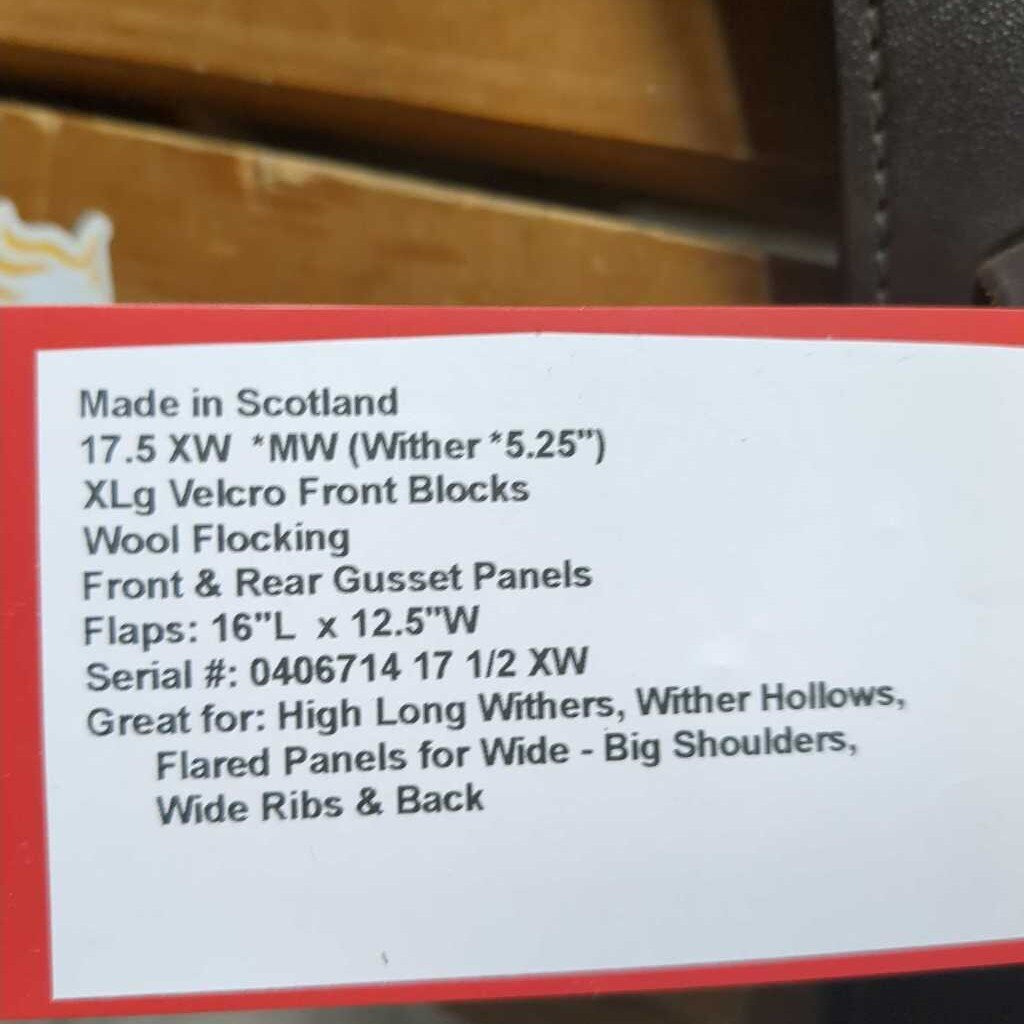 Made in Scotland
17.5 XW *MW (Wither *5.25")
XLg Velcro Front Blocks
Wool Flocking
Front & Rear Gusset Panels
Flaps: 16"L x 12.5"W
Serial #: 0406714 17 1/2 XW
Great for: High Long Withers, Wither Hollows,
Flared Panels for Wide - Big Shoulders,
Wide Ribs & Back